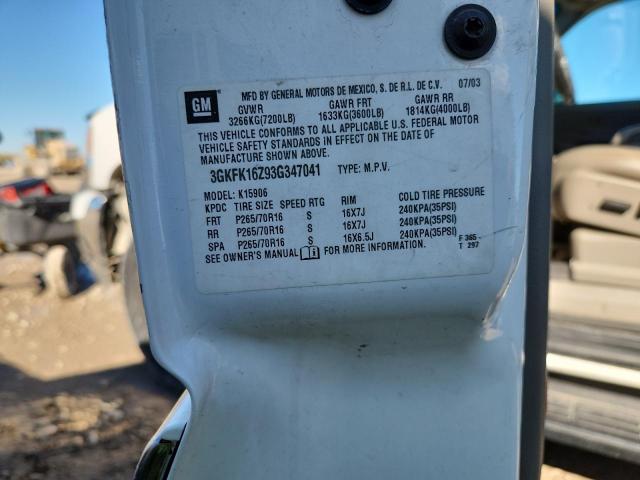 GM
MFD BY GENERAL MOTORS DE MEXICO, S. DE R.L. DE C.V. 07/03
GVWR GAWR FRT GAWR RR
3266KG(7200LB) 1633KG(3600LB) 1814KG(4000LB)
THIS VEHICLE CONFORMS TO ALL APPLICABLE U.S. FEDERAL MOTOR
VEHICLE SAFETY STANDARDS IN EFFECT ON THE DATE OF
MANUFACTURE SHOWN ABOVE.
3GKFK16Z93G347041 TYPE: M.P.V.
MODEL: K15906
KPDC TIRE SIZE SPEED RTG RIM COLD TIRE PRESSURE
FRT P265/70R16 S 16X7J 240KPA(35PSI)
RR P265/70R16 S 16X7J 240KPA(35PSI)
SPA P265/70R16 S 16X6.5J 240KPA(35PSI)
SEE OWNER'S MANUAL FOR MORE INFORMATION.
F 365
T 297